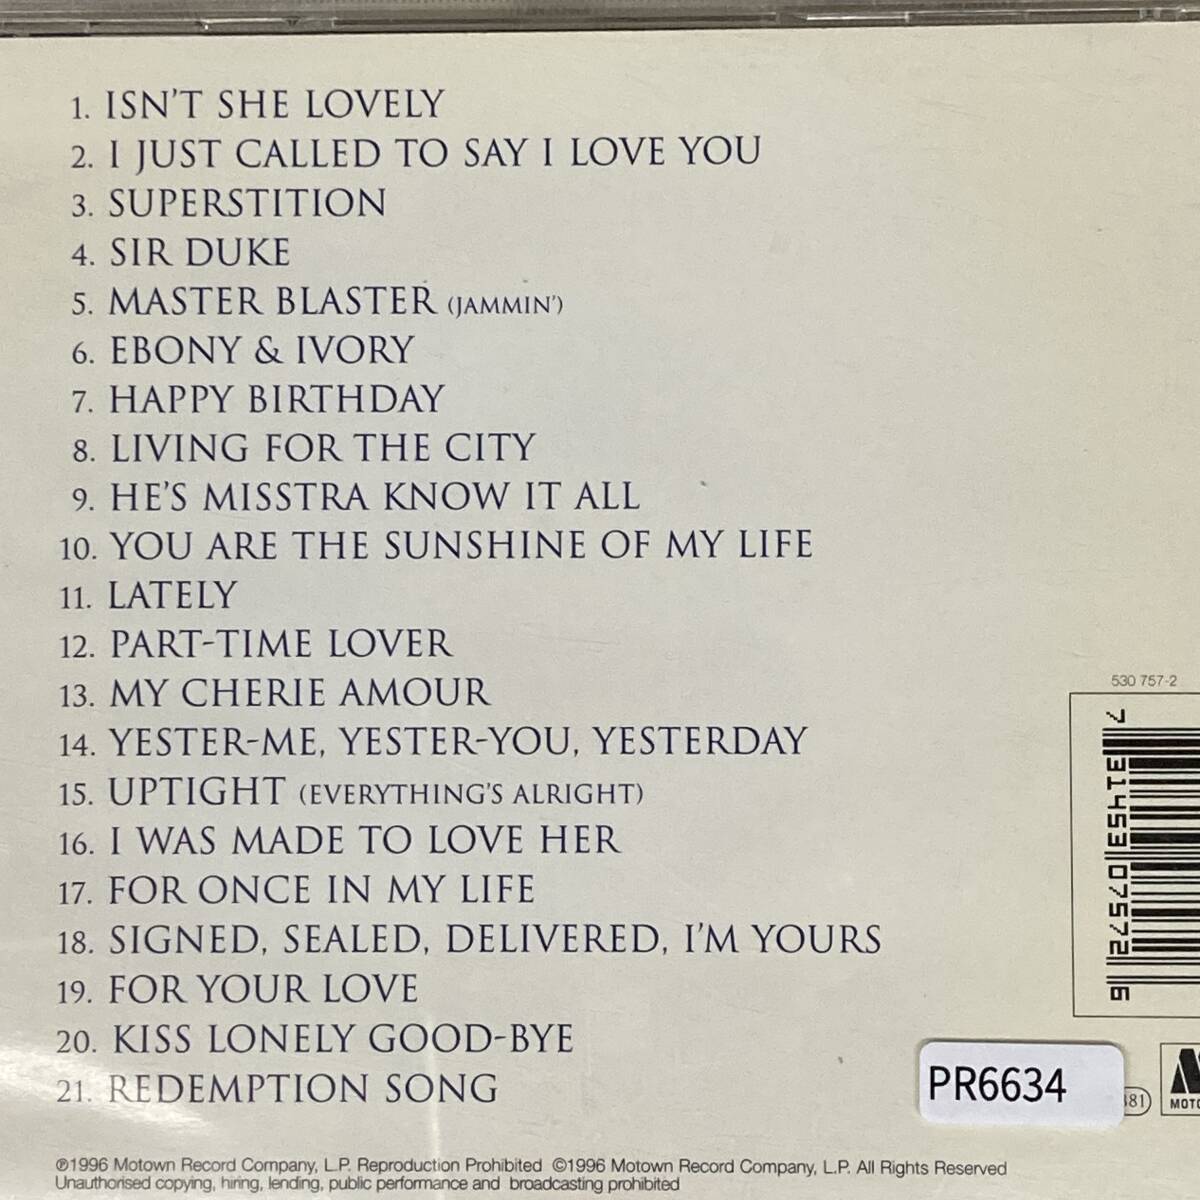 1. ISN'T SHE LOVELY
2. I JUST CALLED TO SAY I LOVE YOU
3. SUPERSTITION
4. SIR DUKE
5. MASTER BLASTER (JAMMIN')
6. EBONY & IVORY
7. HAPPY BIRTHDAY
8. LIVING FOR THE CITY
9. HE'S MISSTRA KNOW IT ALL
10. YOU ARE THE SUNSHINE OF MY LIFE
11. LATELY
12. PART-TIME LOVER
13. MY CHERIE AMOUR
14. YESTER-ME, YESTER-YOU, YESTERDAY
15. UPTIGHT (EVERYTHING'S ALRIGHT)
16. I WAS MADE TO LOVE HER
17. FOR ONCE IN MY LIFE
18. SIGNED, SEALED, DELIVERED, I'M YOURS
19. FOR YOUR LOVE
20. KISS LONELY GOOD-BYE
21. REDEMPTION SONG
530 757-2
7 31453 07572 6
PR6634
381)
MOTO
℗1996 Motown Record Company, L.P. Reproduction Prohibited ©1996 Motown Record Company, L.P. All Rights Reserved
Unauthorised copying, hiring, lending, public performance and broadcasting prohibited